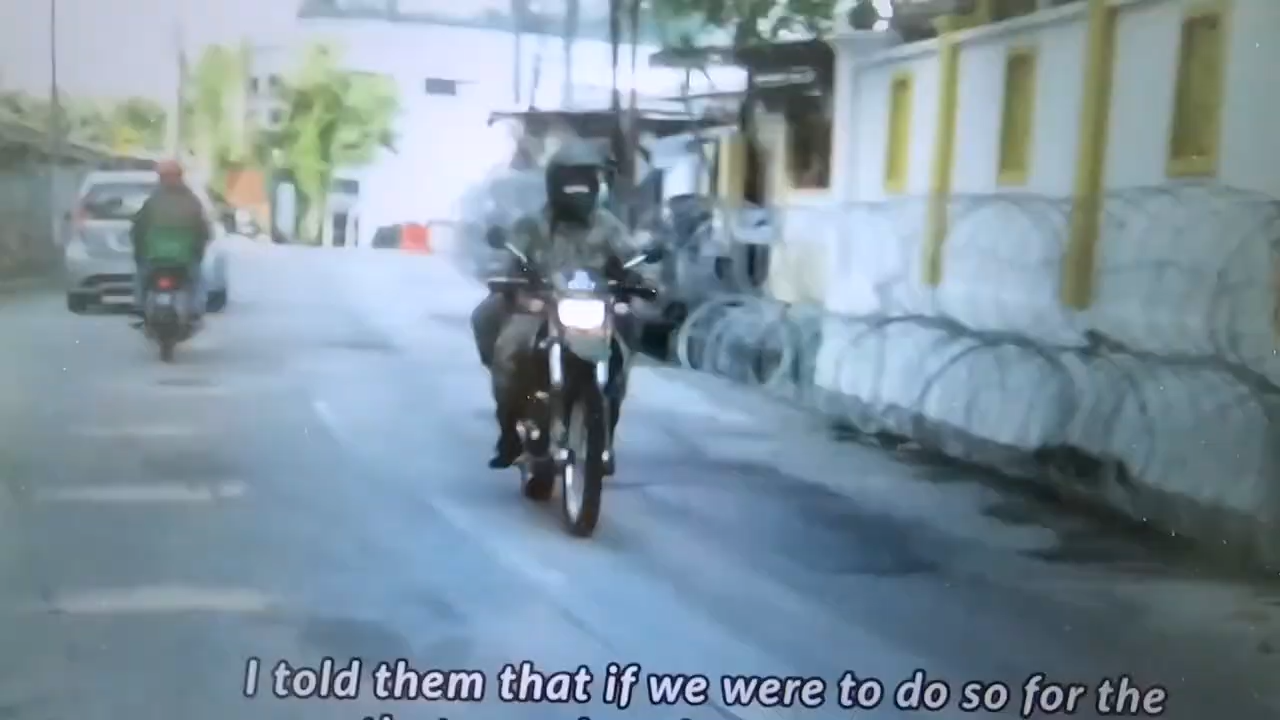 I told them that if we were to do so for the